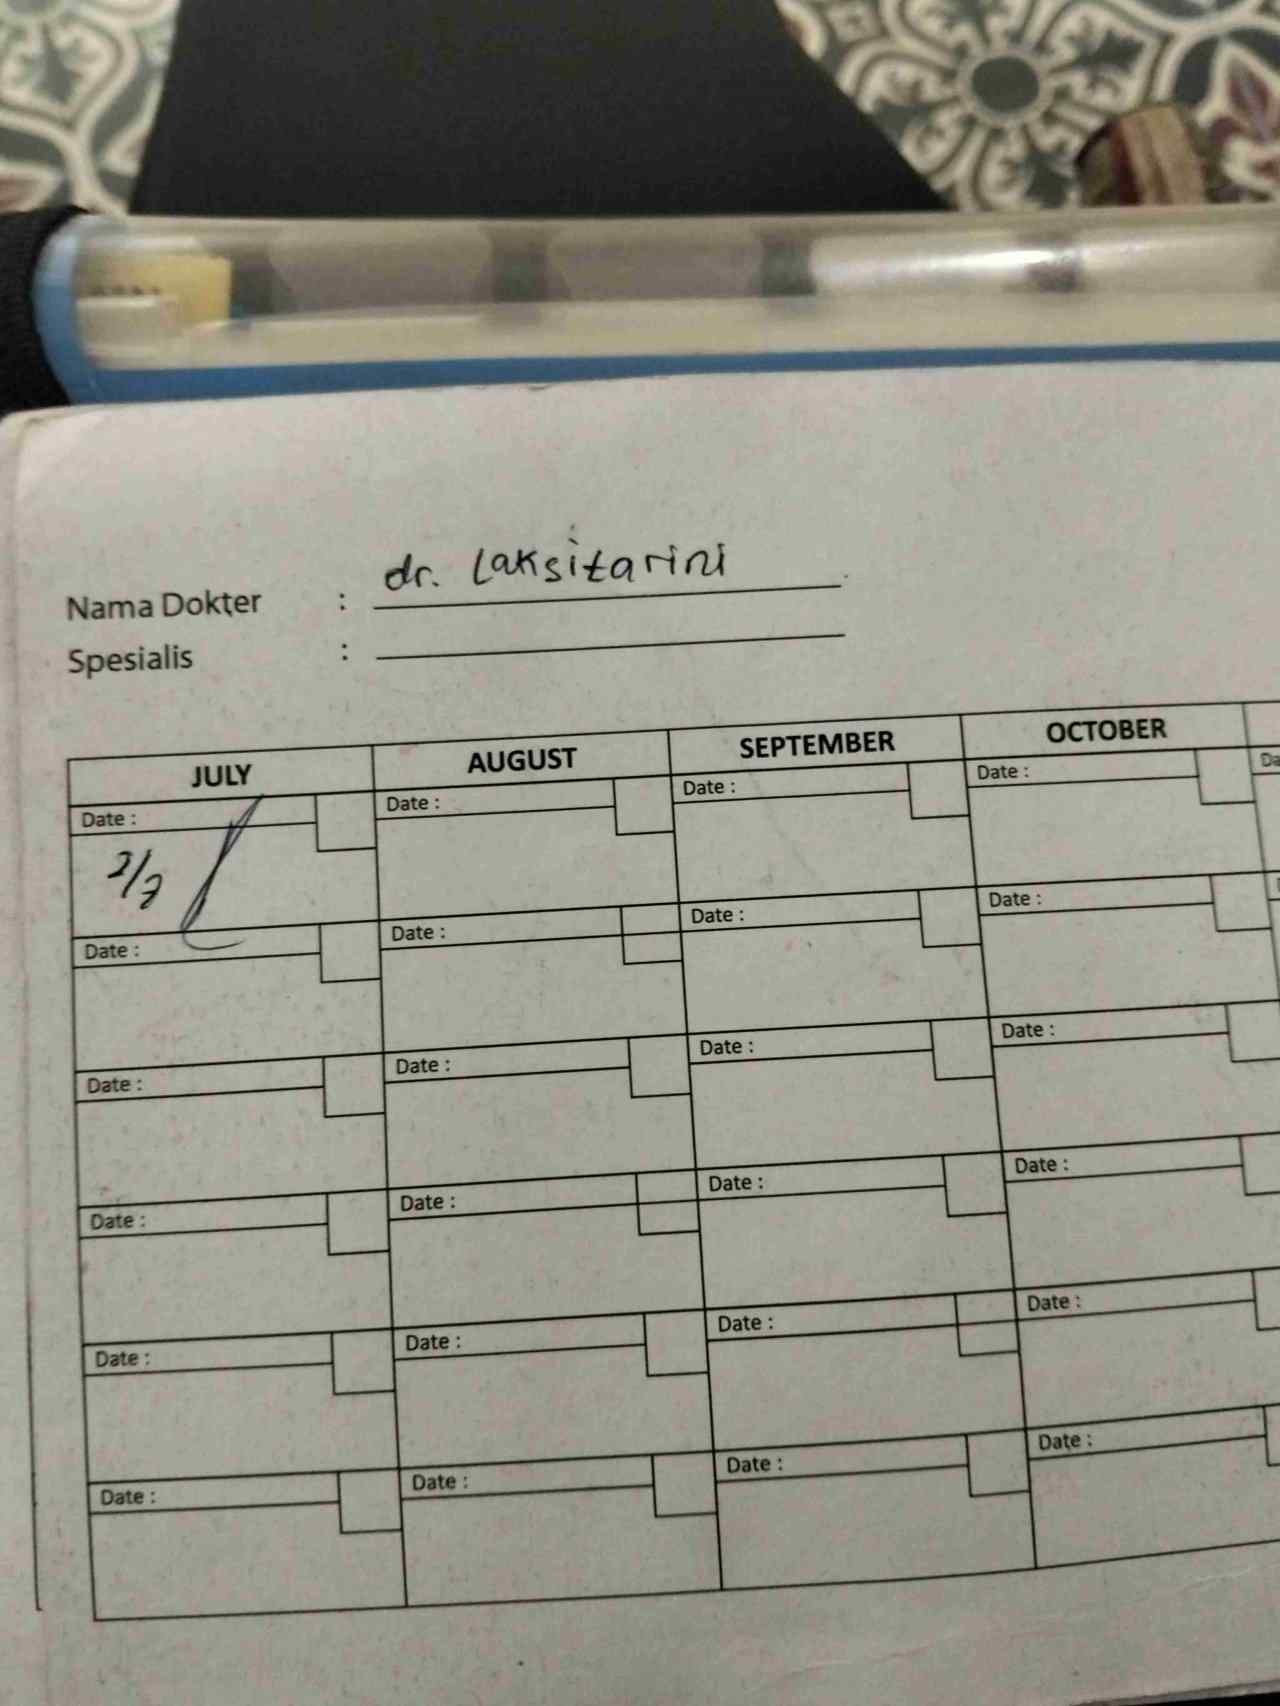 Nama Dokter : dr. Laksitarini
Spesialis :
JULY AUGUST SEPTEMBER OCTOBER
Date : Date : Date : Date : Da
2/7
Date : Date : Date : Date :
Date : Date : Date : Date :
Date : Date : Date : Date :
Date : Date : Date : Date :
Date : Date : Date : Date :